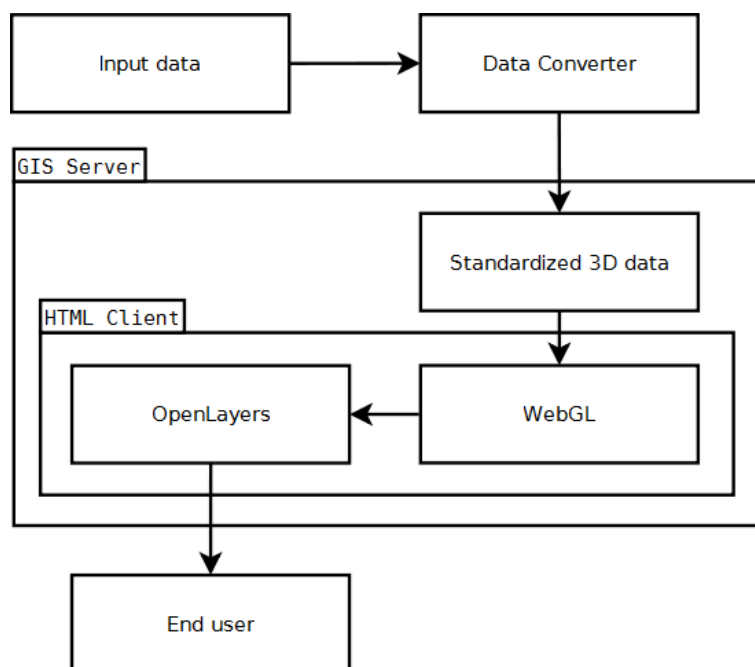 Input data
Data Converter
GIS Server
Standardized 3D data
HTML Client
OpenLayers
WebGL
End user